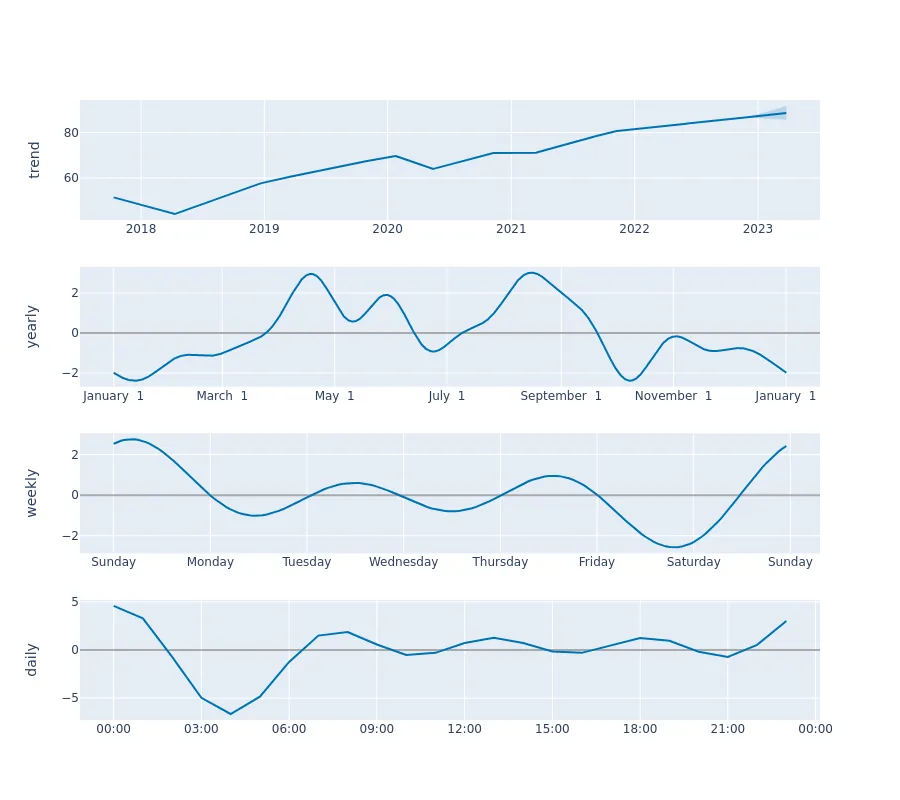 trend
80
60
2018 2019 2020 2021 2022 2023
yearly
2
0
−2
January 1 March 1 May 1 July 1 September 1 November 1 January 1
weekly
2
0
−2
Sunday Monday Tuesday Wednesday Thursday Friday Saturday Sunday
daily
5
0
−5
00:00 03:00 06:00 09:00 12:00 15:00 18:00 21:00 00:00